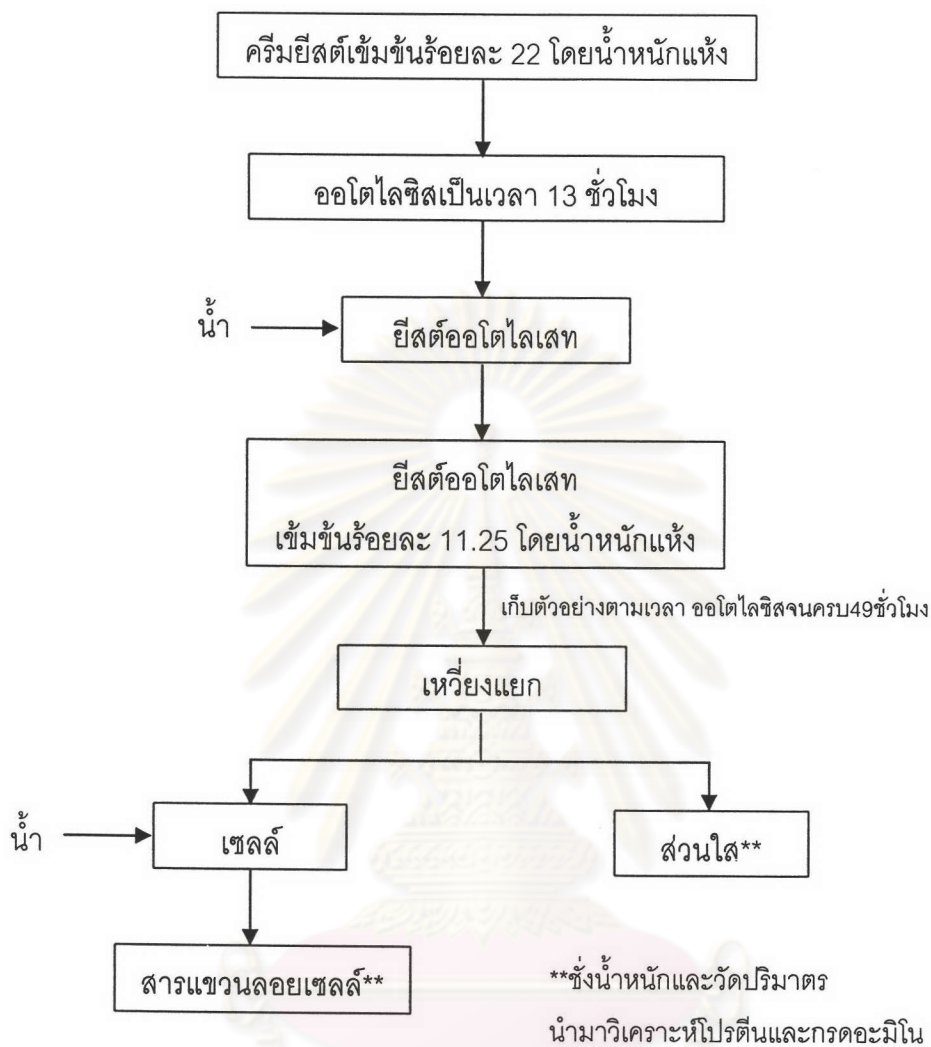 ครีมยีสต์เข้มข้นร้อยละ 22 โดยน้ำหนักแห้ง
ออโตไลซิสเป็นเวลา 13 ชั่วโมง
น้ำ
ยีสต์ออโตไลเสท
ยีสต์ออโตไลเสท
เข้มข้นร้อยละ 11.25 โดยน้ำหนักแห้ง
เก็บตัวอย่างตามเวลา ออโตไลซิสจนครบ49ชั่วโมง
เหวี่ยงแยก
น้ำ
เซลล์
ส่วนใส**
สารแขวนลอยเซลล์**
**ชั่งน้ำหนักและวัดปริมาตร
นำมาวิเคราะห์โปรตีนและกรดอะมิโน